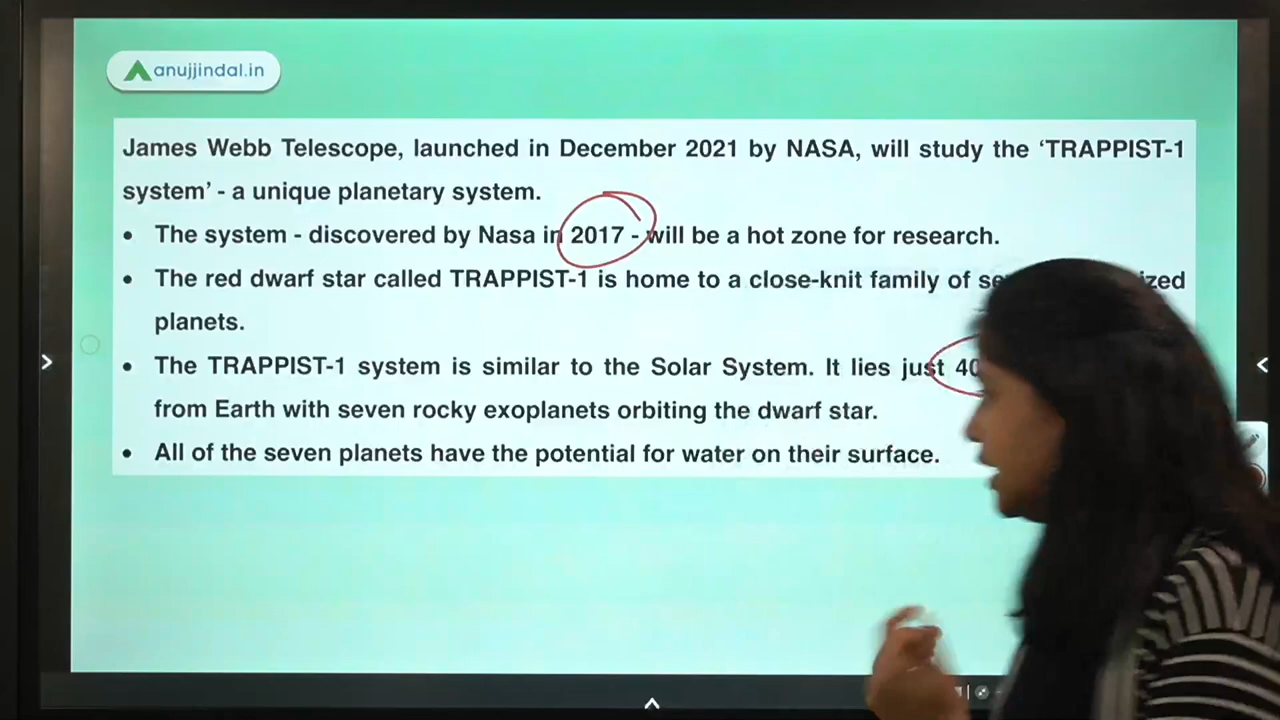 anujjindal.in
James Webb Telescope, launched in December 2021 by NASA, will study the ‘TRAPPIST-1
system’ - a unique planetary system.
• The system - discovered by Nasa in 2017 - will be a hot zone for research.
• The red dwarf star called TRAPPIST-1 is home to a close-knit family of
planets.
• The TRAPPIST-1 system is similar to the Solar System. It lies just 40
from Earth with seven rocky exoplanets orbiting the dwarf star.
• All of the seven planets have the potential for water on their surface.